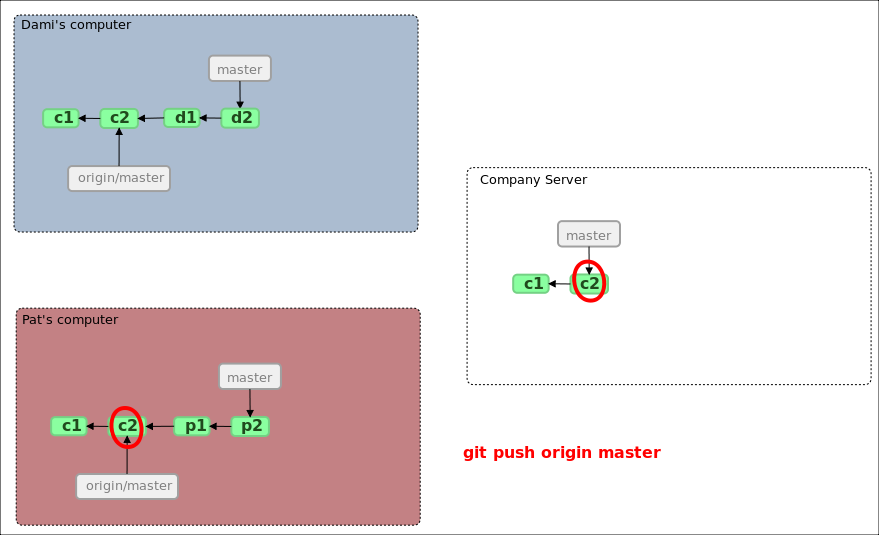 Dami's computer
master
c1 c2 d1 d2
origin/master
Company Server
master
c1 c2
Pat's computer
master
c1 c2 p1 p2
origin/master
git push origin master